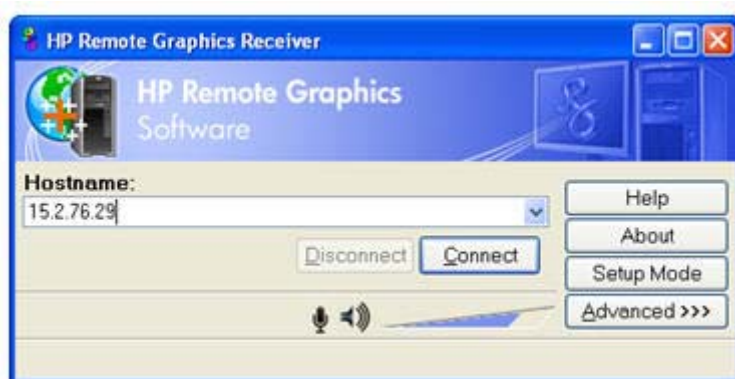 HP Remote Graphics Receiver
HP Remote Graphics
Software
Hostname:
15.2.76.29
Help
About
Disconnect
Connect
Setup Mode
Advanced >>>